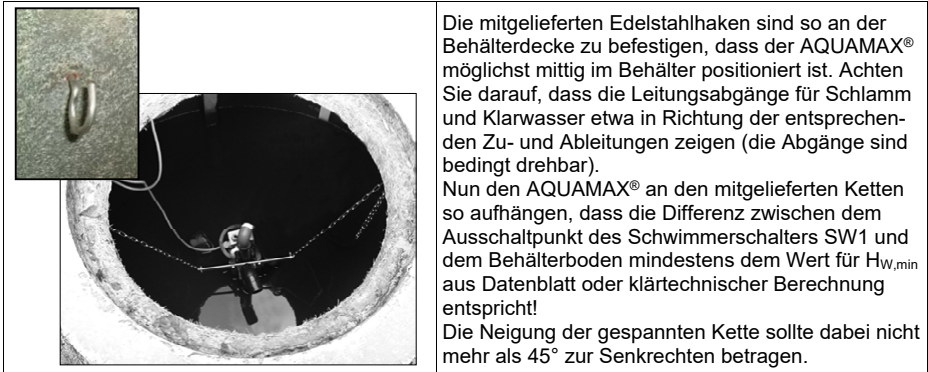 Die mitgelieferten Edelstahlhaken sind so an der
Behälterdecke zu befestigen, dass der AQUAMAX®
möglichst mittig im Behälter positioniert ist. Achten
Sie darauf, dass die Leitungsabgänge für Schlamm
und Klarwasser etwa in Richtung der entsprechen-
den Zu- und Ableitungen zeigen (die Abgänge sind
bedingt drehbar).
Nun den AQUAMAX® an den mitgelieferten Ketten
so aufhängen, dass die Differenz zwischen dem
Ausschaltpunkt des Schwimmerschalters SW1 und
dem Behälterboden mindestens dem Wert für HW,min
aus Datenblatt oder klärtechnischer Berechnung
entspricht!
Die Neigung der gespannten Kette sollte dabei nicht
mehr als 45° zur Senkrechten betragen.